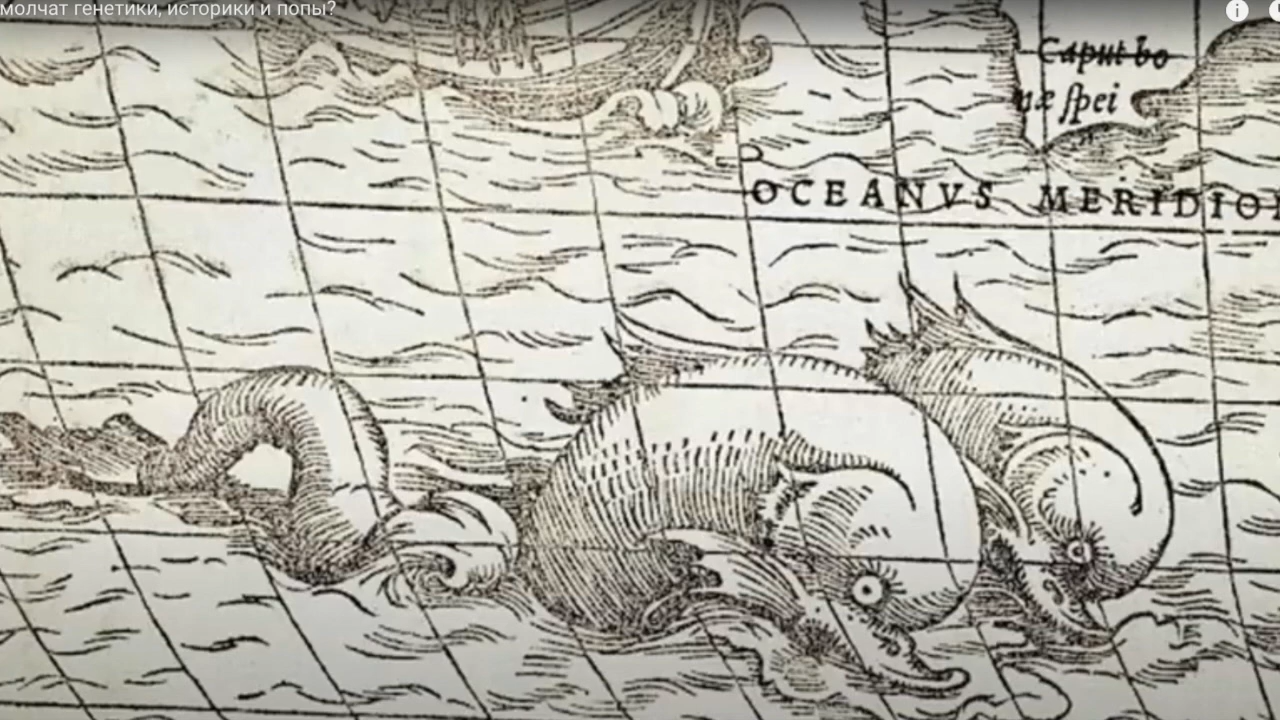 молчат генетики, историки и попы?
Caput bo
næ ſpei
OCEANVS MERIDIO